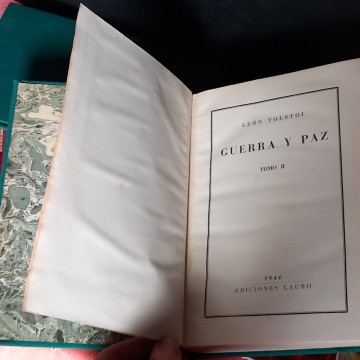 LEÓN TOLSTOI
GUERRA Y PAZ
TOMO II
1944
EDICIONES LAURO